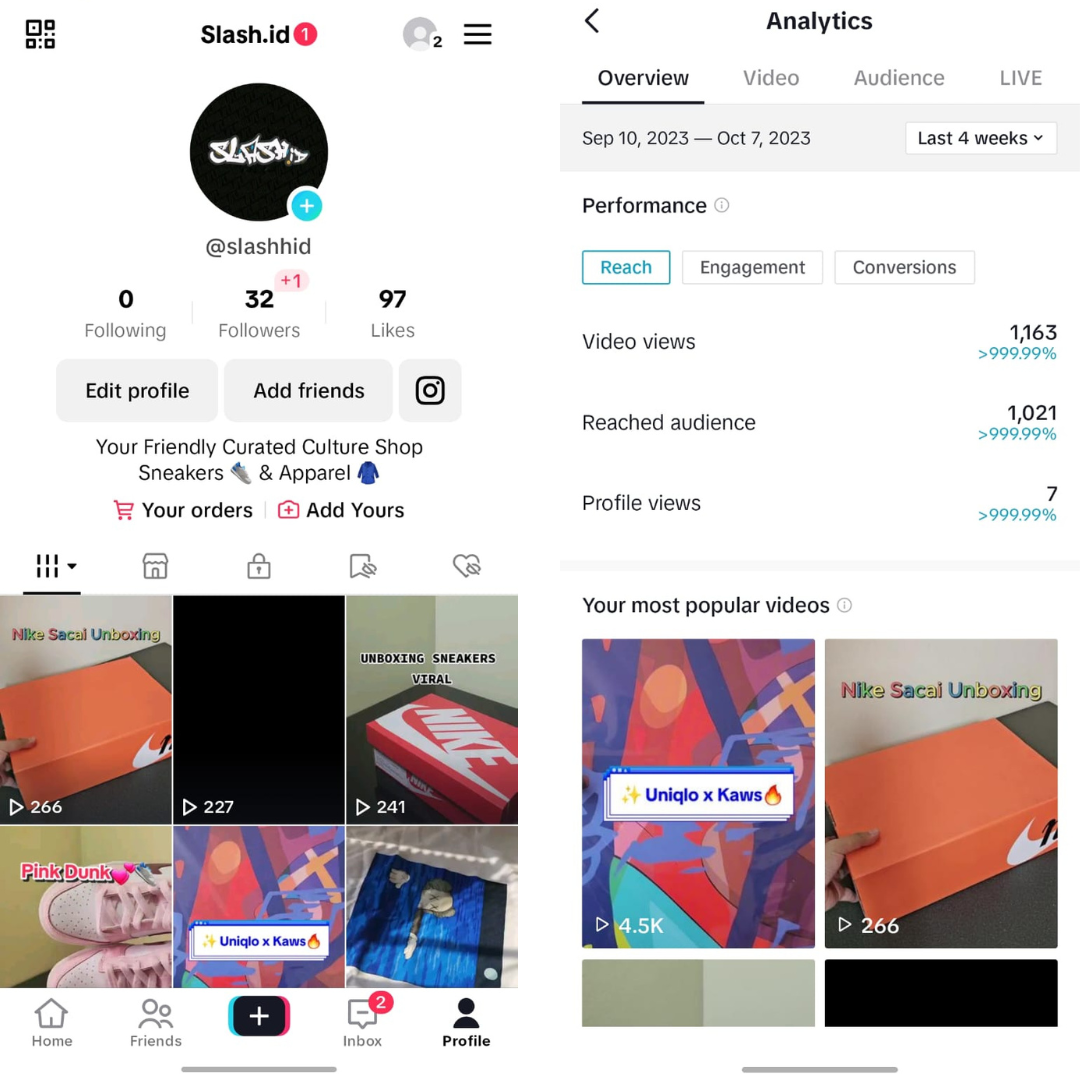 Slash.id 1
2
SLASH.iD
@slashhid
+1
0 32 97
Following Followers Likes
Edit profile Add friends
Your Friendly Curated Culture Shop
Sneakers 👟 & Apparel 🧥
Your orders Add Yours
Nike Sacai Unboxing
266
227
UNBOXING SNEAKERS
VIRAL
NIKE
241
Pink Dunk💕👟
✨ Uniqlo x Kaws🔥
2
Home Friends Inbox Profile
Analytics
Overview Video Audience LIVE
Sep 10, 2023 — Oct 7, 2023 Last 4 weeks
Performance
Reach Engagement Conversions
Video views 1,163
>999.99%
Reached audience 1,021
>999.99%
Profile views 7
>999.99%
Your most popular videos
✨ Uniqlo x Kaws🔥
4.5K
Nike Sacai Unboxing
266